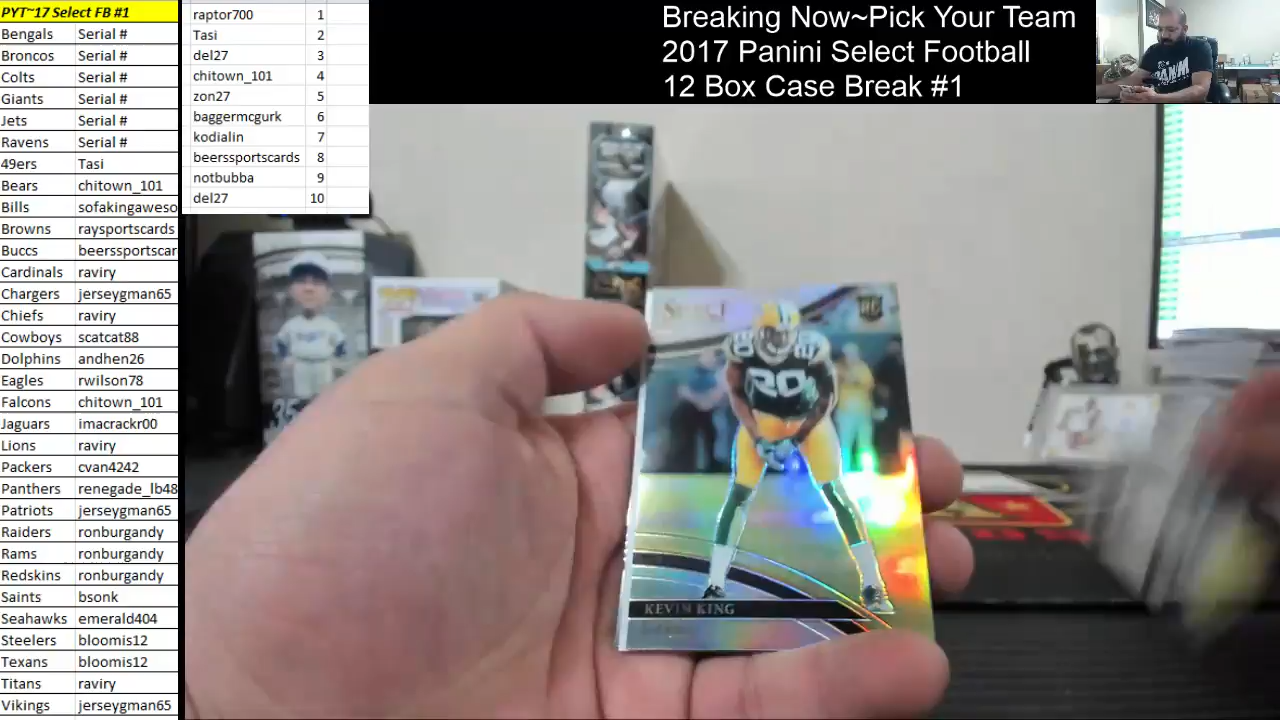 PYT~17 Select FB #1
Bengals Serial #
Broncos Serial #
Colts Serial #
Giants Serial #
Jets Serial #
Ravens Serial #
49ers Tasi
Bears chitown_101
Bills sofakingaweso
Browns raysportscards
Buccs beerssportscar
Cardinals raviry
Chargers jerseygman65
Chiefs raviry
Cowboys scatcat88
Dolphins andhen26
Eagles rwilson78
Falcons chitown_101
Jaguars imacrackr00
Lions raviry
Packers cvan4242
Panthers renegade_lb48
Patriots jerseygman65
Raiders ronburgandy
Rams ronburgandy
Redskins ronburgandy
Saints bsonk
Seahawks emerald404
Steelers bloomis12
Texans bloomis12
Titans raviry
Vikings jerseygman65
raptor700 1
Tasi 2
del27 3
chitown_101 4
zon27 5
baggermcgurk 6
kodialin 7
beerssportscards 8
notbubba 9
del27 10
Breaking Now~Pick Your Team
2017 Panini Select Football
12 Box Case Break #1
SELECT
RC
20
KEVIN KING
35